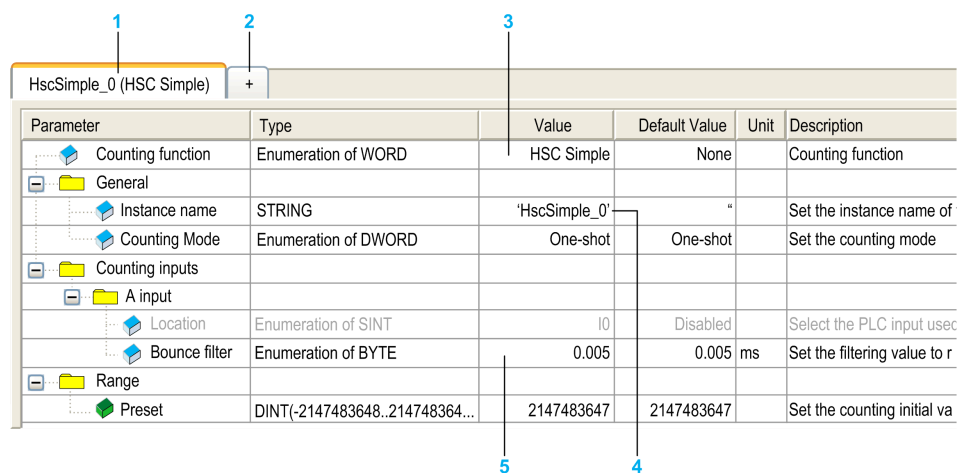 1 2 3
HscSimple_0 (HSC Simple) +
Parameter Type Value Default Value Unit Description
Counting function Enumeration of WORD HSC Simple None Counting function
General
Instance name STRING ‘HscSimple_0’ “ Set the instance name of
Counting Mode Enumeration of DWORD One-shot One-shot Set the counting mode
Counting inputs
A input
Location Enumeration of SINT I0 Disabled Select the PLC input used
Bounce filter Enumeration of BYTE 0.005 0.005 ms Set the filtering value to r
Range
Preset DINT(-2147483648..214748364... 2147483647 2147483647 Set the counting initial va
5 4